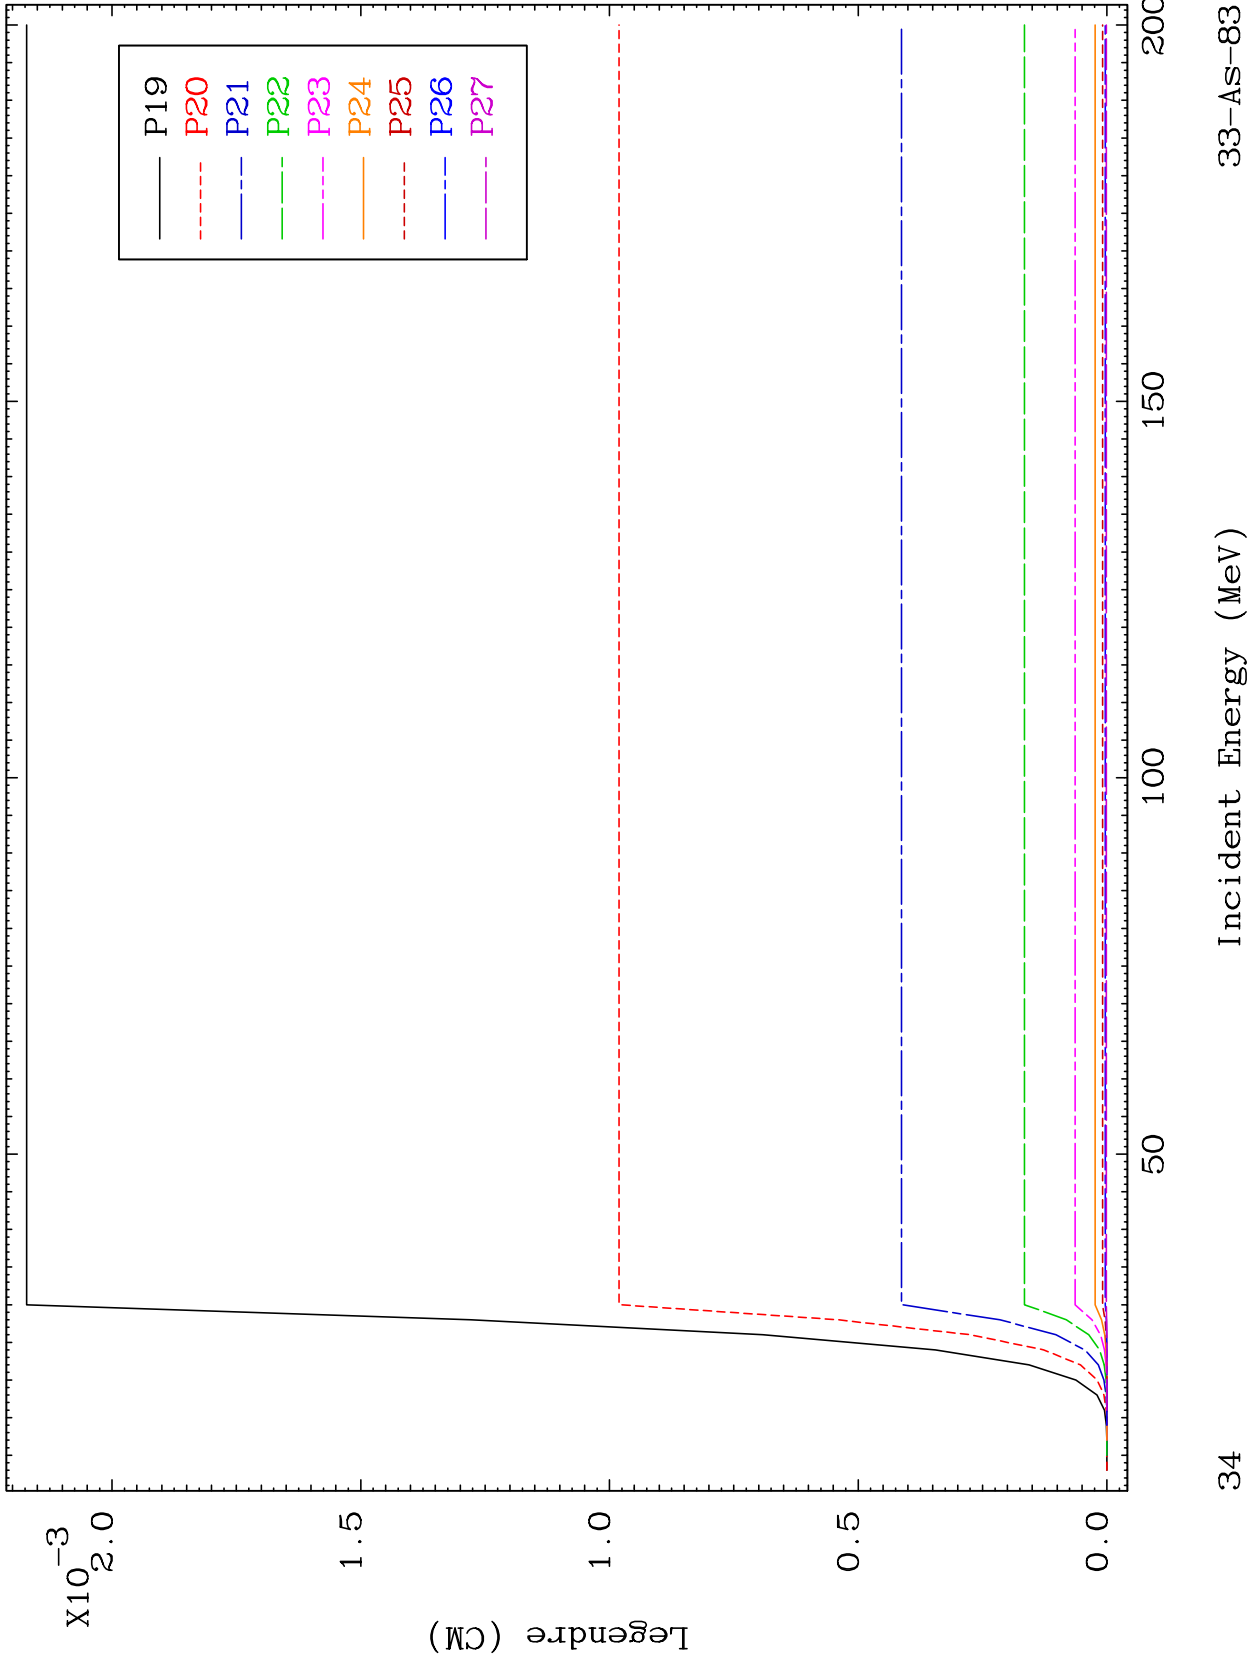 X10-3
2.0
1.5
1.0
0.5
0.0
Legendre (CM)
P19
P20
P21
P22
P23
P24
P25
P26
P27
50
100
150
200
34
Incident Energy (MeV)
33-As-83